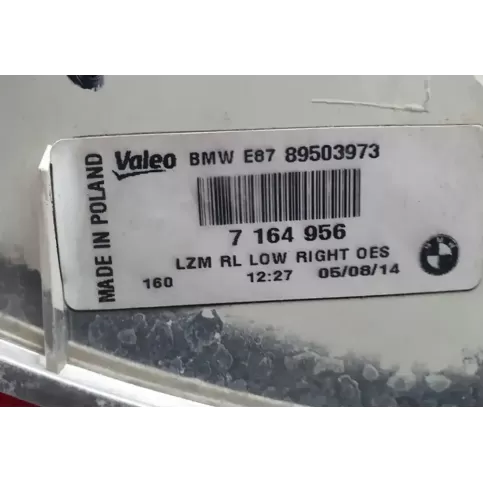 MADE IN POLAND
Valeo BMW E87 89503973
7 164 956
LZM RL LOW RIGHT OES
160 12:27 05/08/14